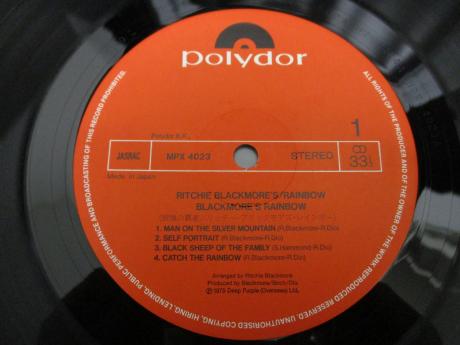 polydor
Polydor K.K.,
JASRAC
MPX 4023
STEREO
1
33⅓
Made in Japan
RITCHIE BLACKMORE'S RAINBOW
BLACKMORE'S RAINBOW
1. MAN ON THE SILVER MOUNTAIN (R.Blackmore-R.Dio)
2. SELF PORTRAIT (R.Blackmore-R.Dio)
3. BLACK SHEEP OF THE FAMILY (S.Hammond-R.Dio)
4. CATCH THE RAINBOW (R.Blackmore-R.Dio)
Arranged by Ritchie Blackmore
Produced by Blackmore/Birch/Dio
Ⓟ1975 Deep Purple (Overseas) Ltd.
ALL RIGHTS OF THE PRODUCER AND OF THE OWNER OF THE WORK REPRODUCED RESERVED. UNAUTHORISED COPYING, HIRING, LENDING, PUBLIC PERFORMANCE AND BROADCASTING OF THIS RECORD PROHIBITED.